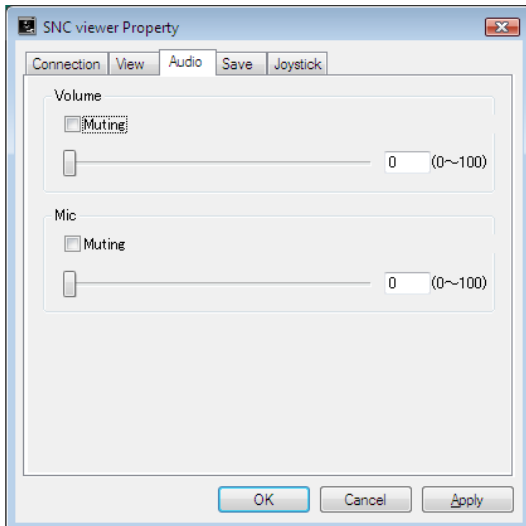 SNC viewer Property
Connection View Audio Save Joystick
Volume
Muting
0 (0～100)
Mic
Muting
0 (0～100)
OK Cancel Apply